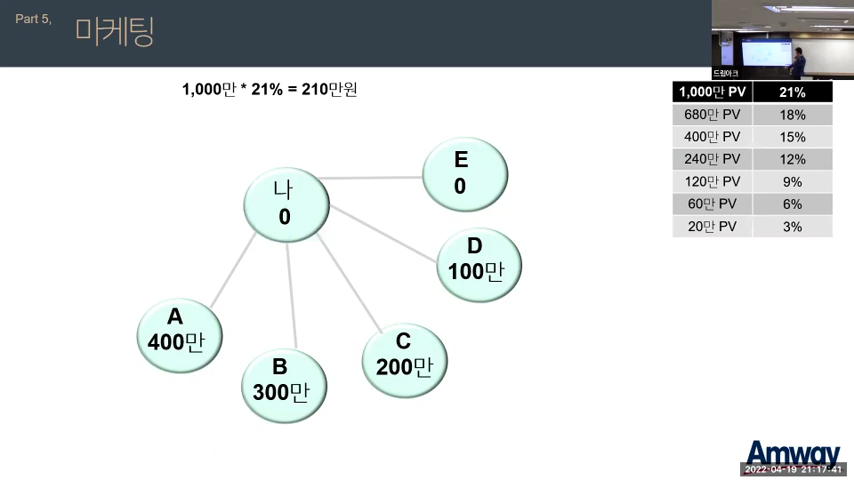 Part 5,
마케팅
드림아크
1,000만 * 21% = 210만원
1,000만 PV 21%
680만 PV 18%
400만 PV 15%
240만 PV 12%
120만 PV 9%
60만 PV 6%
20만 PV 3%
나
0
E
0
D
100만
A
400만
B
300만
C
200만
Amway
2022-04-19 21:17:41